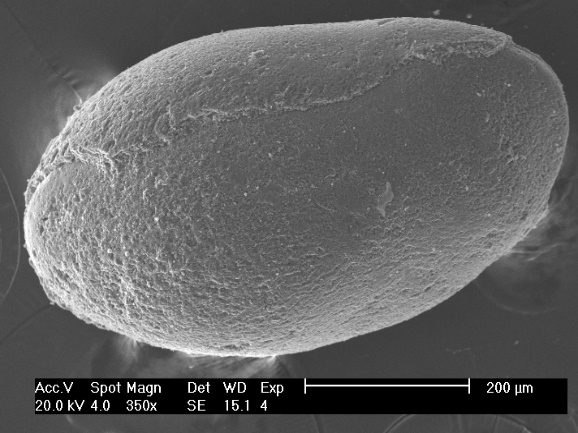 Acc.V Spot Magn Det WD Exp 200 µm
20.0 kV 4.0 350x SE 15.1 4